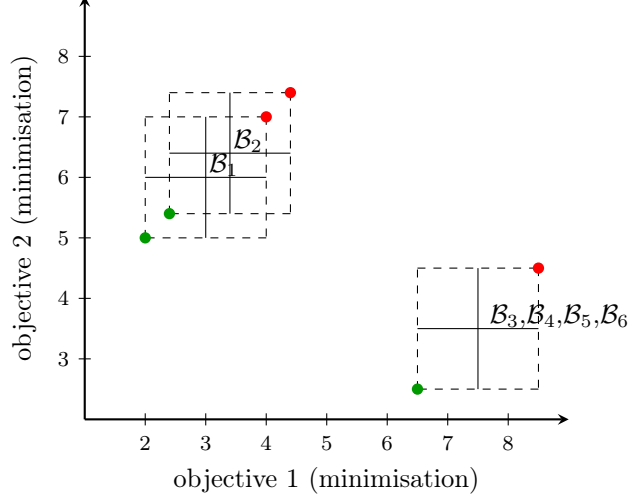 8
7
6
5
4
3
objective 2 (minimisation)
ℬ₂
ℬ₁
ℬ₃,ℬ₄,ℬ₅,ℬ₆
2 3 4 5 6 7 8
objective 1 (minimisation)